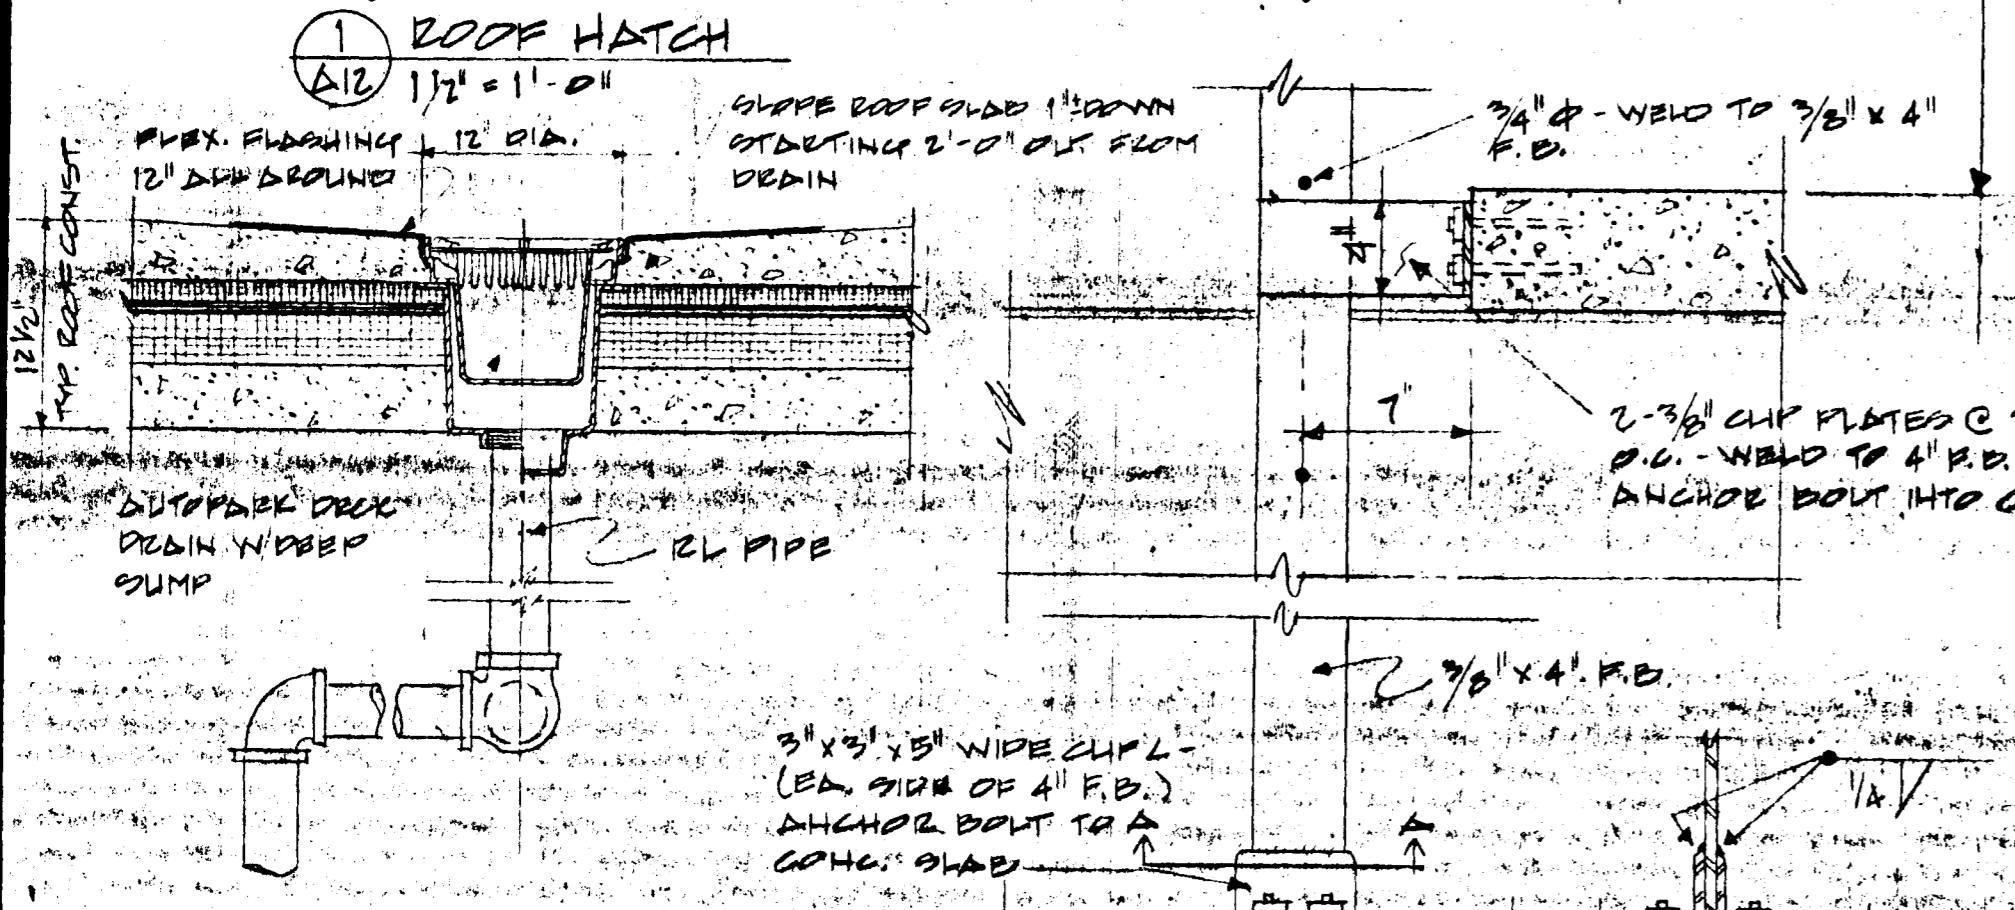 1
A12
ROOF HATCH
1 1/2" = 1'-0"
FLEX. FLASHING
12" ALL AROUND
12" DIA.
SLOPE ROOF SLAB 1"± DOWN
STARTING 2'-0" OUT FROM
DRAIN
12 1/2"
TYP. ROOF CONST.
AUTOPARK DECK
DRAIN W/DEEP
SUMP
RL PIPE
3/4" Φ - WELD TO 3/8" x 4"
F.B.
4"
7"
2-3/8" CLIP PLATES @
O.C. - WELD TO 4" F.B.
ANCHOR BOLT INTO
3/8" x 4" F.B.
3" x 3" x 5" WIDE CLIP L -
(EA. SIDE OF 4" F.B.)
ANCHOR BOLT TO
CONC. SLAB
A
A
1/4